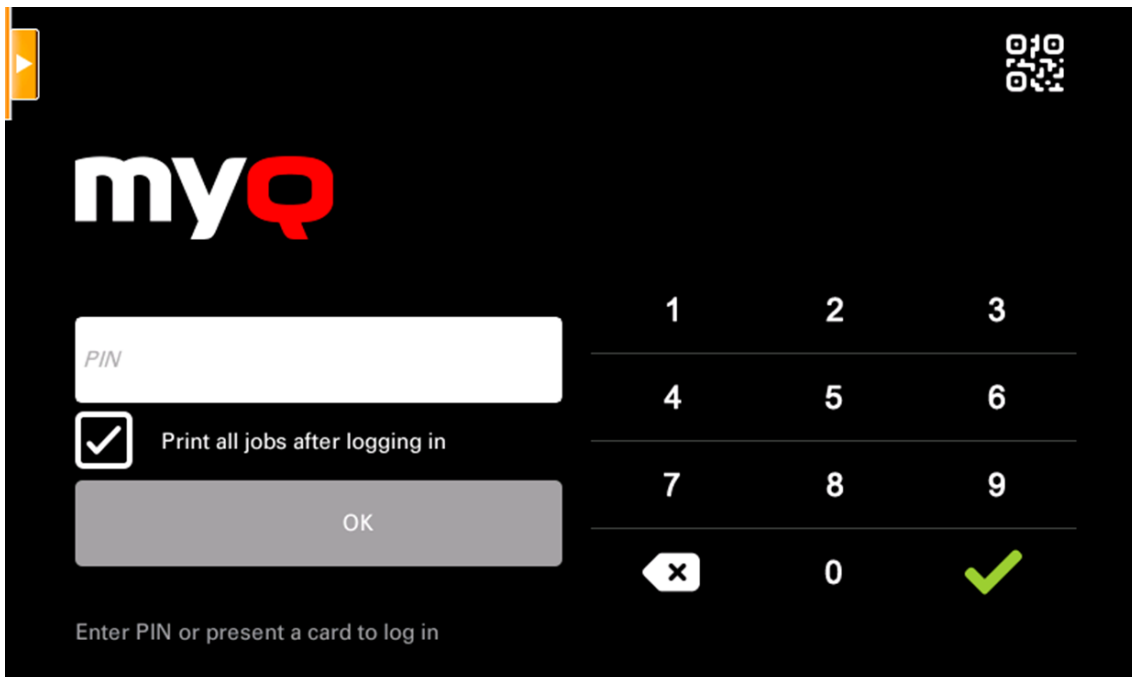 myQ
PIN
Print all jobs after logging in
OK
Enter PIN or present a card to log in
1 2 3
4 5 6
7 8 9
0